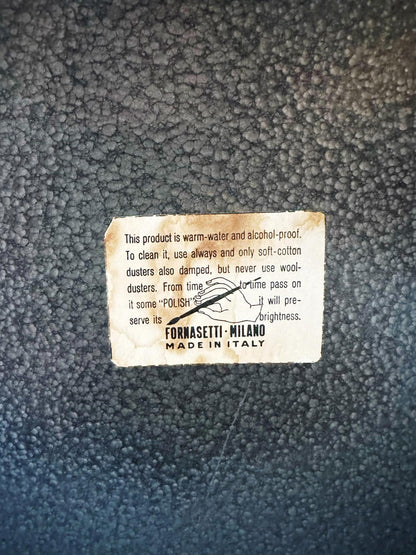 This product is warm-water and alcohol-proof.
To clean it, use always and only soft-cotton
dusters also damped, but never use wool-
dusters. From time to time pass on
it some "POLISH" it will pre-
serve its brightness.
FORNASETTI · MILANO
MADE IN ITALY